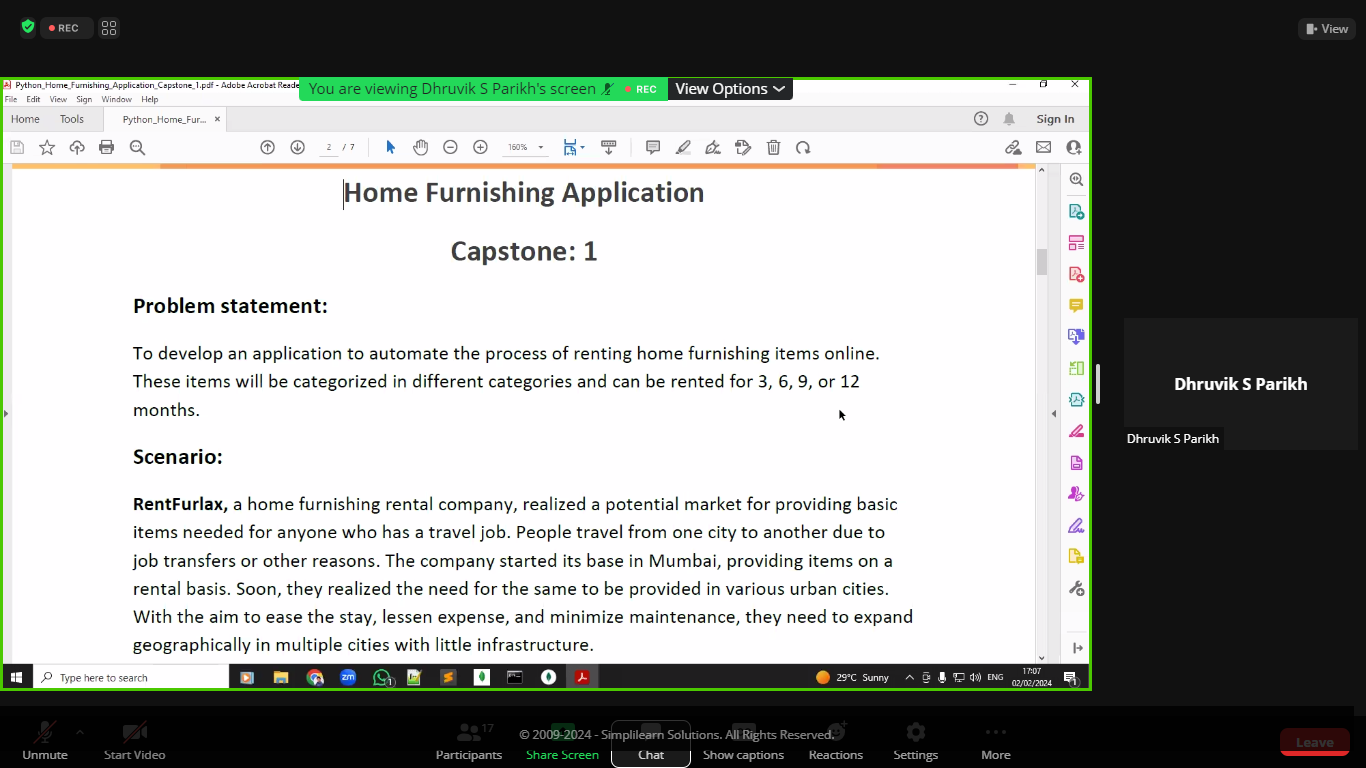 REC
View
Python_Home_Furnishing_Application_Capstone_1.pdf - Adobe Acrobat Reade
You are viewing Dhruvik S Parikh's screen
REC
View Options
File Edit View Sign Window Help
Home Tools Python_Home_Fur... × Sign In
2 / 7 160%
Home Furnishing Application
Capstone: 1
Problem statement:
To develop an application to automate the process of renting home furnishing items online.
These items will be categorized in different categories and can be rented for 3, 6, 9, or 12
months.
Scenario:
RentFurlax, a home furnishing rental company, realized a potential market for providing basic
items needed for anyone who has a travel job. People travel from one city to another due to
job transfers or other reasons. The company started its base in Mumbai, providing items on a
rental basis. Soon, they realized the need for the same to be provided in various urban cities.
With the aim to ease the stay, lessen expense, and minimize maintenance, they need to expand
geographically in multiple cities with little infrastructure.
Dhruvik S Parikh
Dhruvik S Parikh
Type here to search
zm
1
29°C Sunny
ENG
17:07
02/02/2024
1
17
© 2009-2024 - Simplilearn Solutions. All Rights Reserved.
Unmute Start Video Participants Share Screen Chat Show captions Reactions Settings More Leave